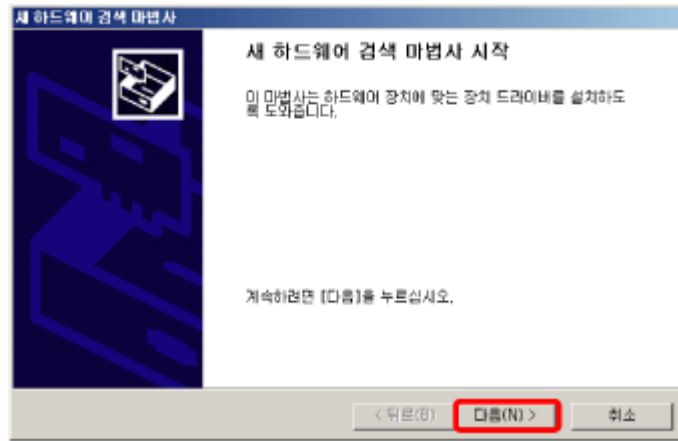 새 하드웨어 검색 마법사
새 하드웨어 검색 마법사 시작
이 마법사는 하드웨어 장치에 맞는 장치 드라이버를 설치하도
록 도와줍니다.
계속하려면 [다음]을 누르십시오.
< 뒤로(B) 다음(N) > 취소